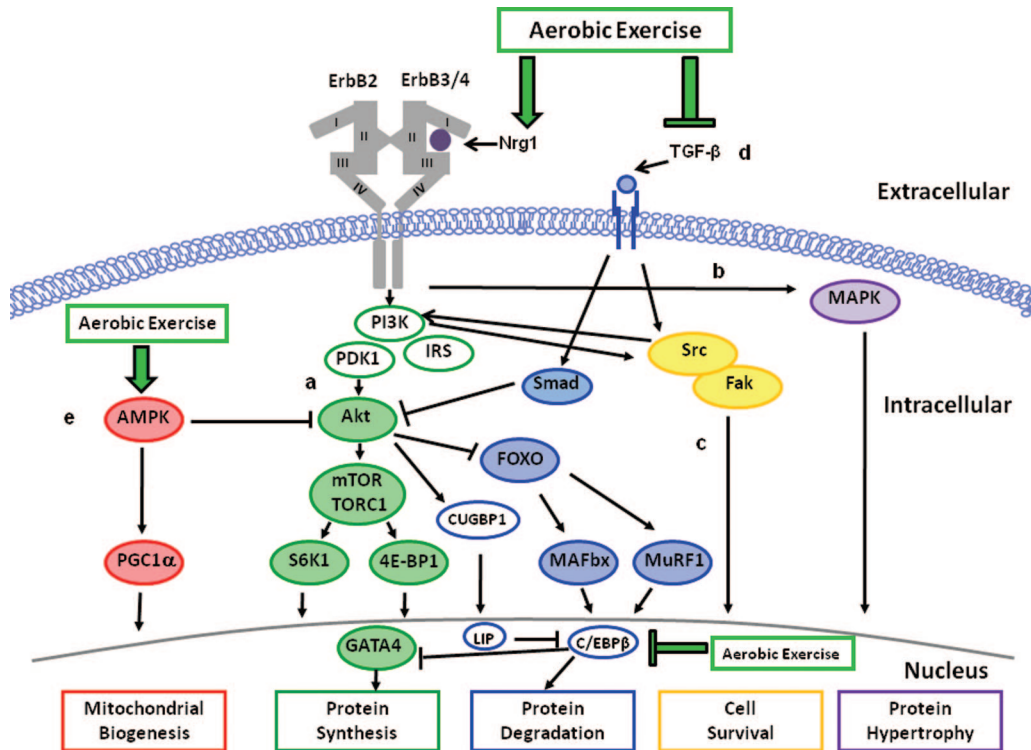 Aerobic Exercise
ErbB2
ErbB3/4
I
I
II
II
III
III
IV
IV
Nrg1
TGF-β
d
Extracellular
b
MAPK
Aerobic Exercise
PI3K
IRS
PDK1
Src
Fak
a
Smad
e
AMPK
Akt
Intracellular
c
FOXO
mTOR
TORC1
CUGBP1
PGC1α
S6K1
4E-BP1
MAFbx
MuRF1
GATA4
LIP
C/EBPβ
Aerobic Exercise
Nucleus
Mitochondrial
Biogenesis
Protein
Synthesis
Protein
Degradation
Cell
Survival
Protein
Hypertrophy